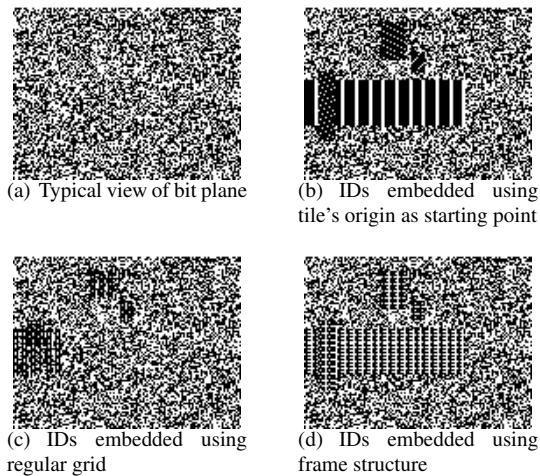 (a) Typical view of bit plane
(b) IDs embedded using
tile's origin as starting point
(c) IDs embedded using
regular grid
(d) IDs embedded using
frame structure